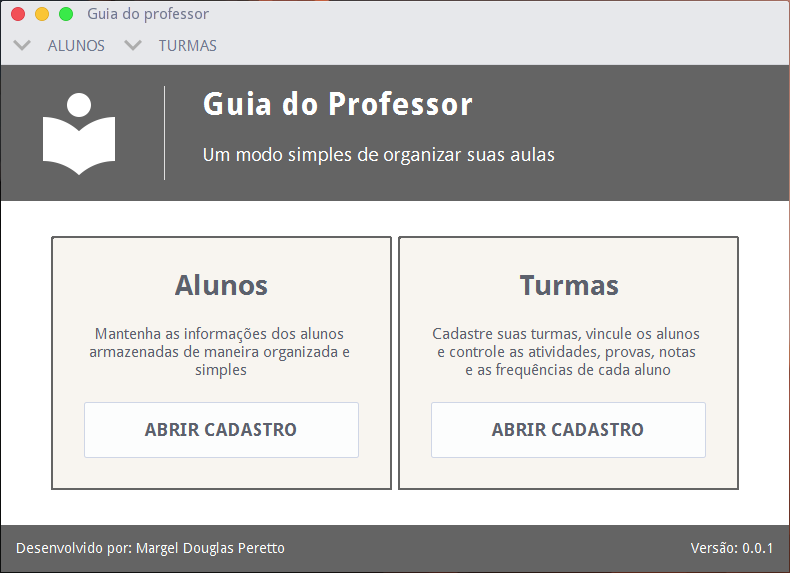 Guia do professor
ALUNOS TURMAS
Guia do Professor
Um modo simples de organizar suas aulas
Alunos
Mantenha as informações dos alunos
armazenadas de maneira organizada e
simples
ABRIR CADASTRO
Turmas
Cadastre suas turmas, vincule os alunos
e controle as atividades, provas, notas
e as frequências de cada aluno
ABRIR CADASTRO
Desenvolvido por: Margel Douglas Peretto
Versão: 0.0.1